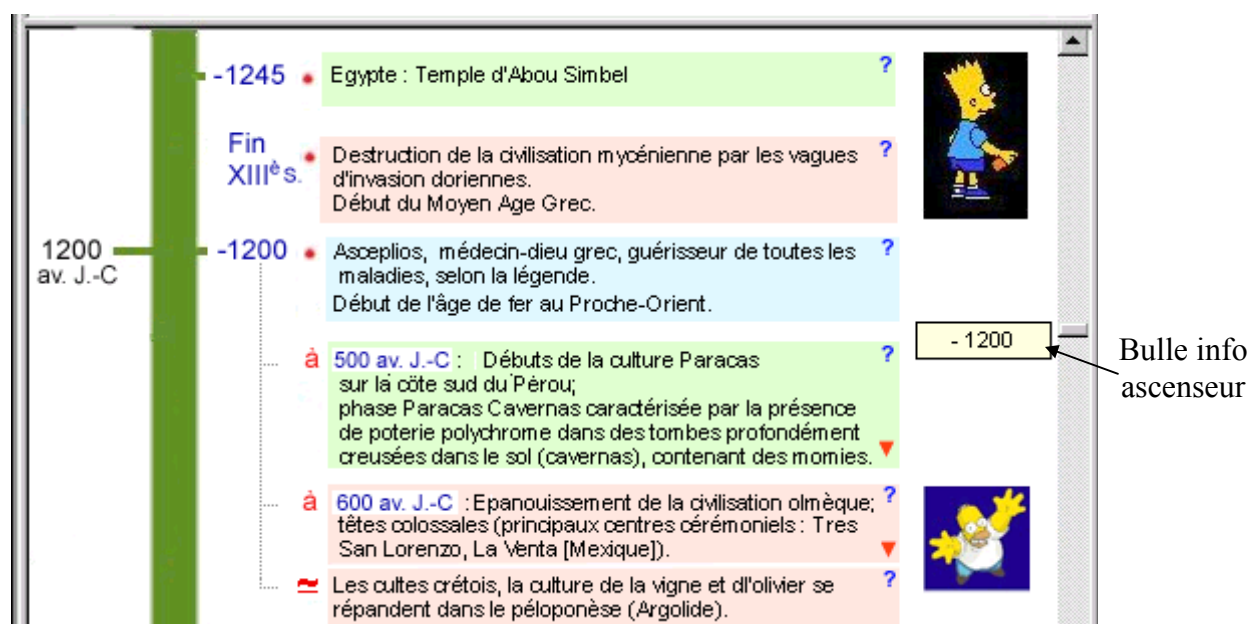 -1245 • Egypte : Temple d'Abou Simbel ?
Fin
XIIIè s. • Destruction de la civilisation mycénienne par les vagues ?
d'invasion doriennes.
Début du Moyen Age Grec.
1200
av. J.-C
-1200 • Asceplios, médecin-dieu grec, guérisseur de toutes les ?
maladies, selon la légende.
Début de l'âge de fer au Proche-Orient.
- 1200
Bulle info
ascenseur
à 500 av. J.-C : Débuts de la culture Paracas ?
sur la côte sud du Pérou;
phase Paracas Cavernas caractérisée par la présence
de poterie polychrome dans des tombes profondément
creusées dans le sol (cavernas), contenant des momies.
à 600 av. J.-C : Epanouissement de la civilisation olmèque; ?
têtes colossales (principaux centres cérémoniels : Tres
San Lorenzo, La Venta [Mexique]).
≃ Les cultes crétois, la culture de la vigne et dl'olivier se ?
répandent dans le péloponèse (Argolide).